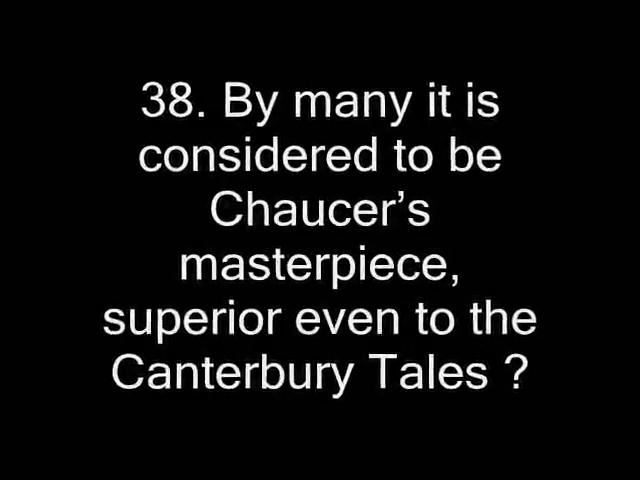 38. By many it is
considered to be
Chaucer’s
masterpiece,
superior even to the
Canterbury Tales ?